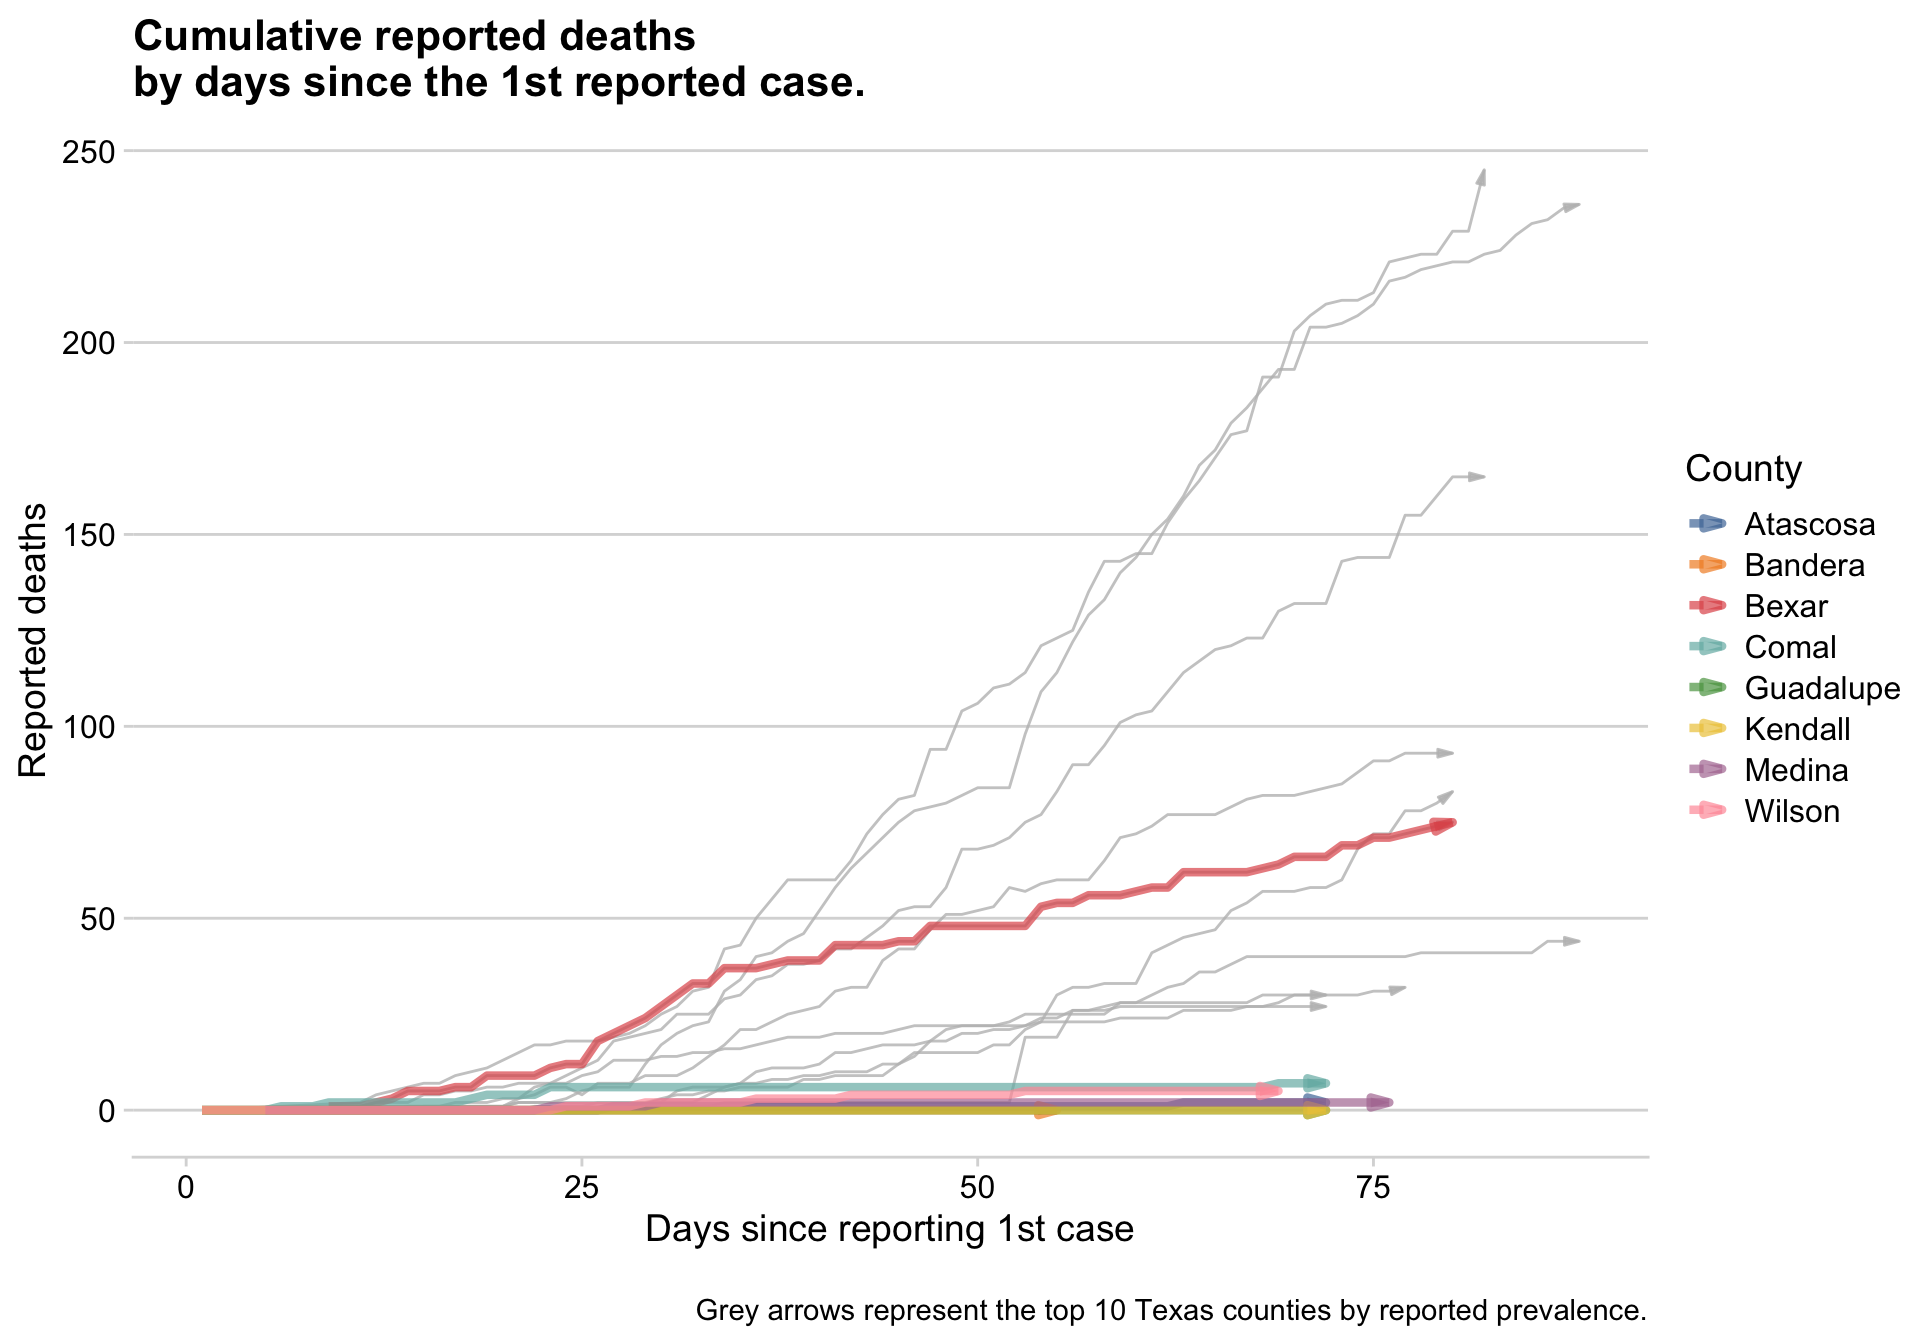 Cumulative reported deaths
by days since the 1st reported case.
250
200
150
100
50
0
Reported deaths
0 25 50 75
Days since reporting 1st case
County
Atascosa
Bandera
Bexar
Comal
Guadalupe
Kendall
Medina
Wilson
Grey arrows represent the top 10 Texas counties by reported prevalence.